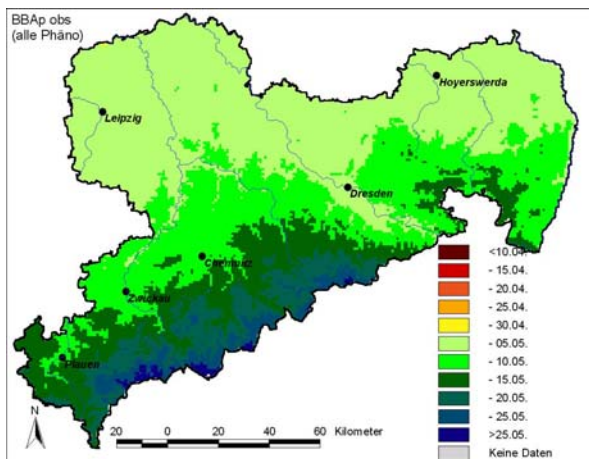 BBAp obs
(alle Phäno)
Hoyerswerda
Leipzig
Dresden
Chemnitz
Zwickau
Plauen
<10.04.
- 15.04.
- 20.04.
- 25.04.
- 30.04.
- 05.05.
- 10.05.
- 15.05.
- 20.05.
- 25.05.
>25.05.
Keine Daten
N
20 0 20 40 60 Kilometer